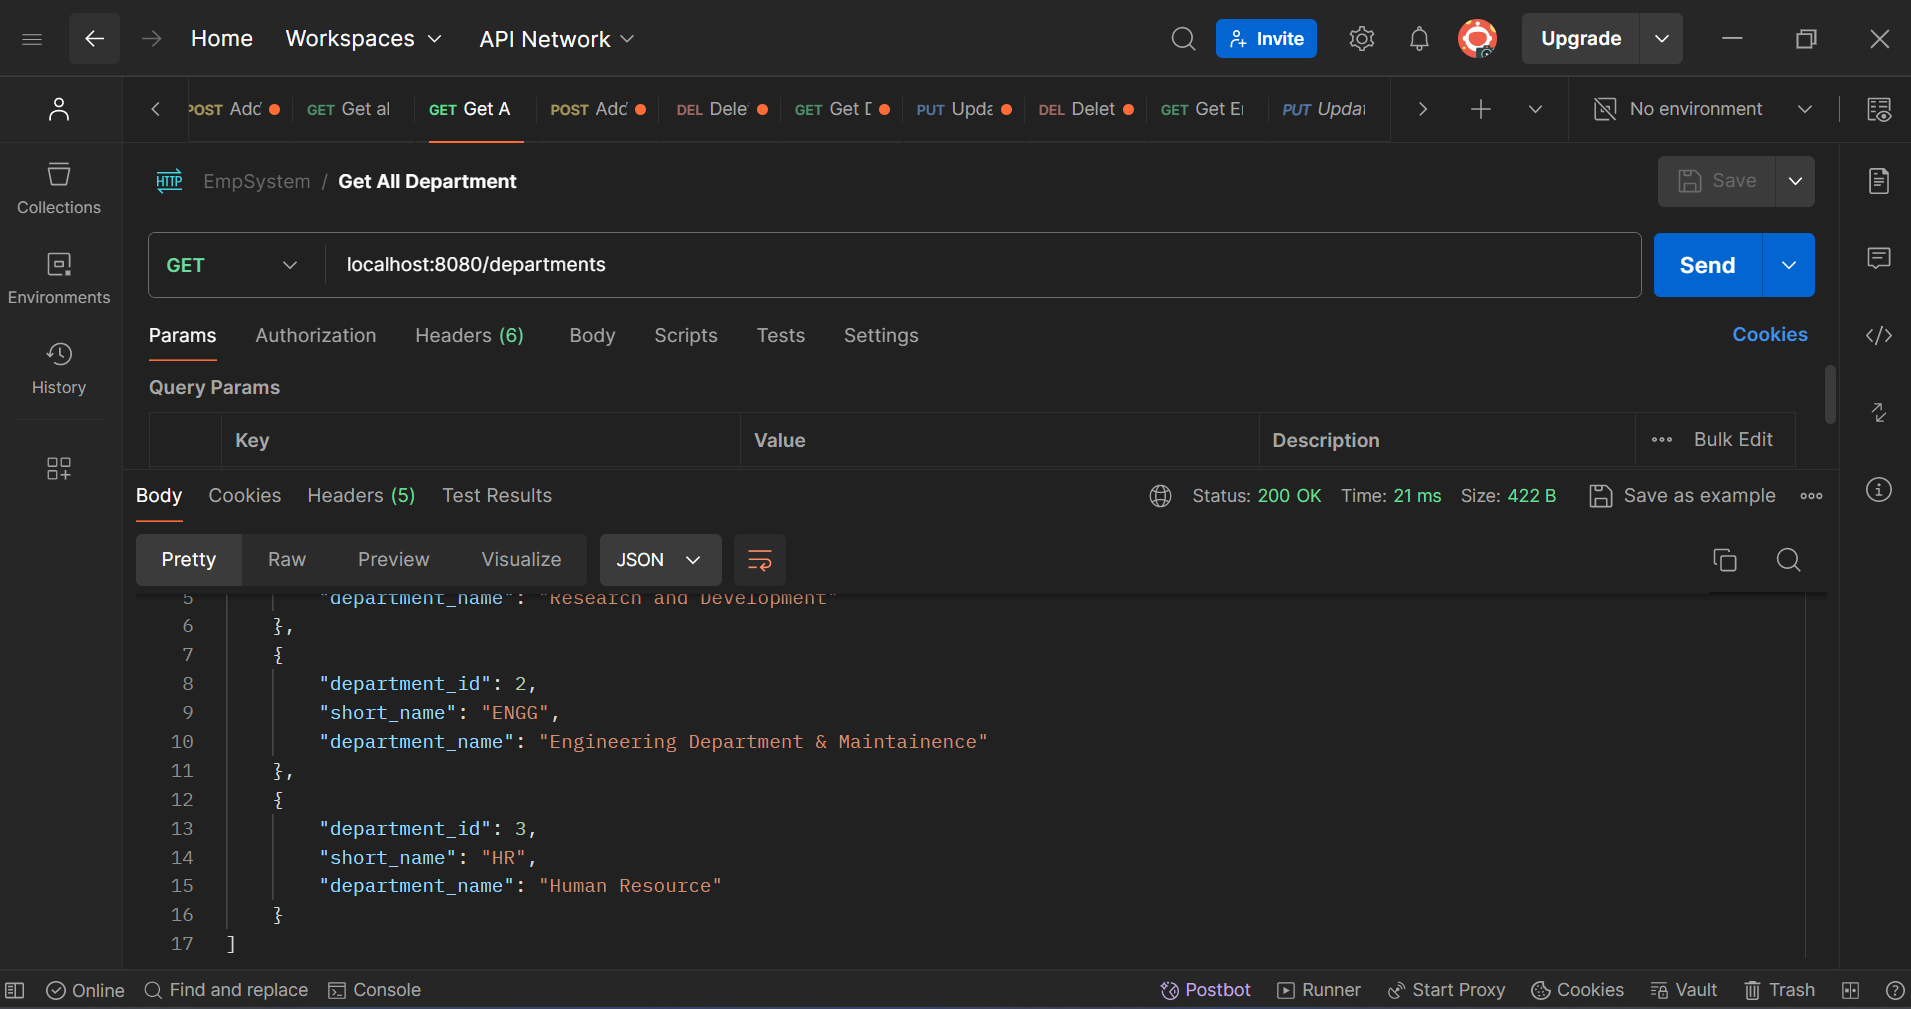 Home Workspaces API Network Invite Upgrade
POST Add GET Get al GET Get A POST Add DEL Dele GET Get D PUT Upda DEL Delet GET Get E PUT Updat No environment
HTTP EmpSystem / Get All Department Save
Collections
GET localhost:8080/departments Send
Environments
Params Authorization Headers (6) Body Scripts Tests Settings Cookies
History
Query Params
Key Value Description Bulk Edit
Body Cookies Headers (5) Test Results Status: 200 OK Time: 21 ms Size: 422 B Save as example
Pretty Raw Preview Visualize JSON
5 "department_name": "Research and Development"
6 },
7 {
8 "department_id": 2,
9 "short_name": "ENGG",
10 "department_name": "Engineering Department & Maintainence"
11 },
12 {
13 "department_id": 3,
14 "short_name": "HR",
15 "department_name": "Human Resource"
16 }
17 ]
Online Find and replace Console Postbot Runner Start Proxy Cookies Vault Trash